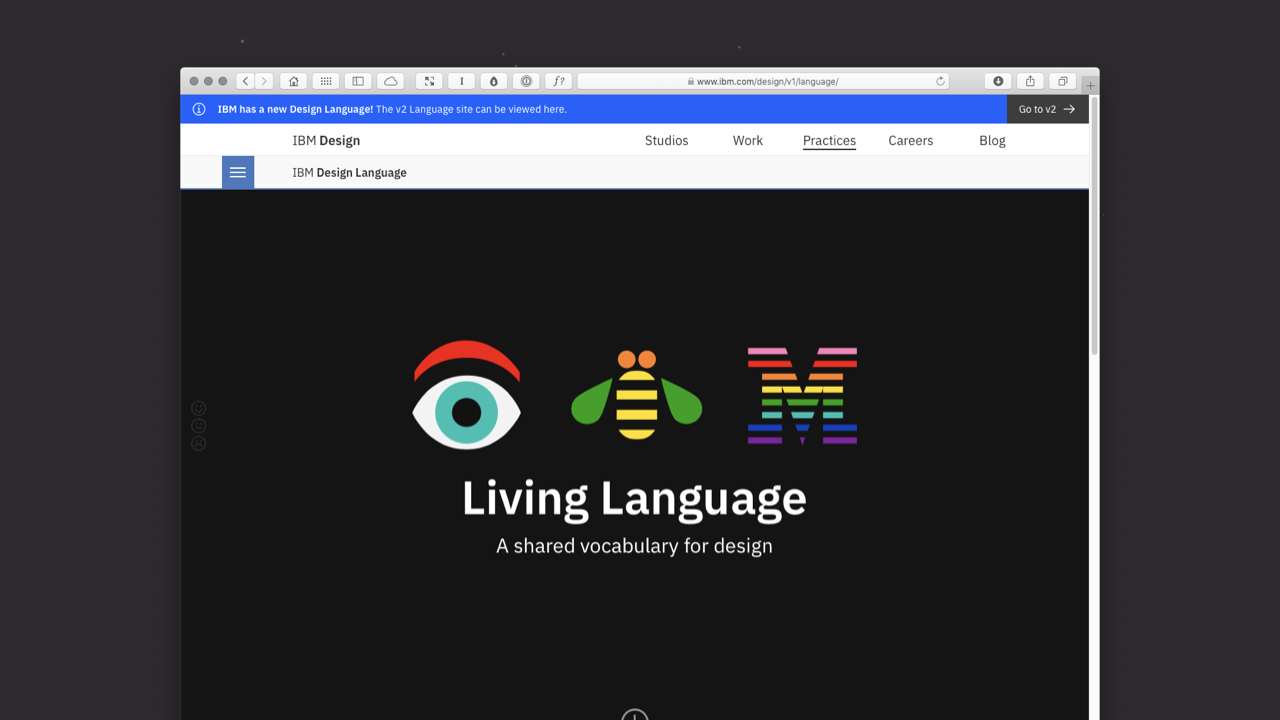 I
f?
www.ibm.com/design/v1/language/
IBM has a new Design Language! The v2 Language site can be viewed here.
Go to v2
IBM Design
Studios
Work
Practices
Careers
Blog
IBM Design Language
M
Living Language
A shared vocabulary for design